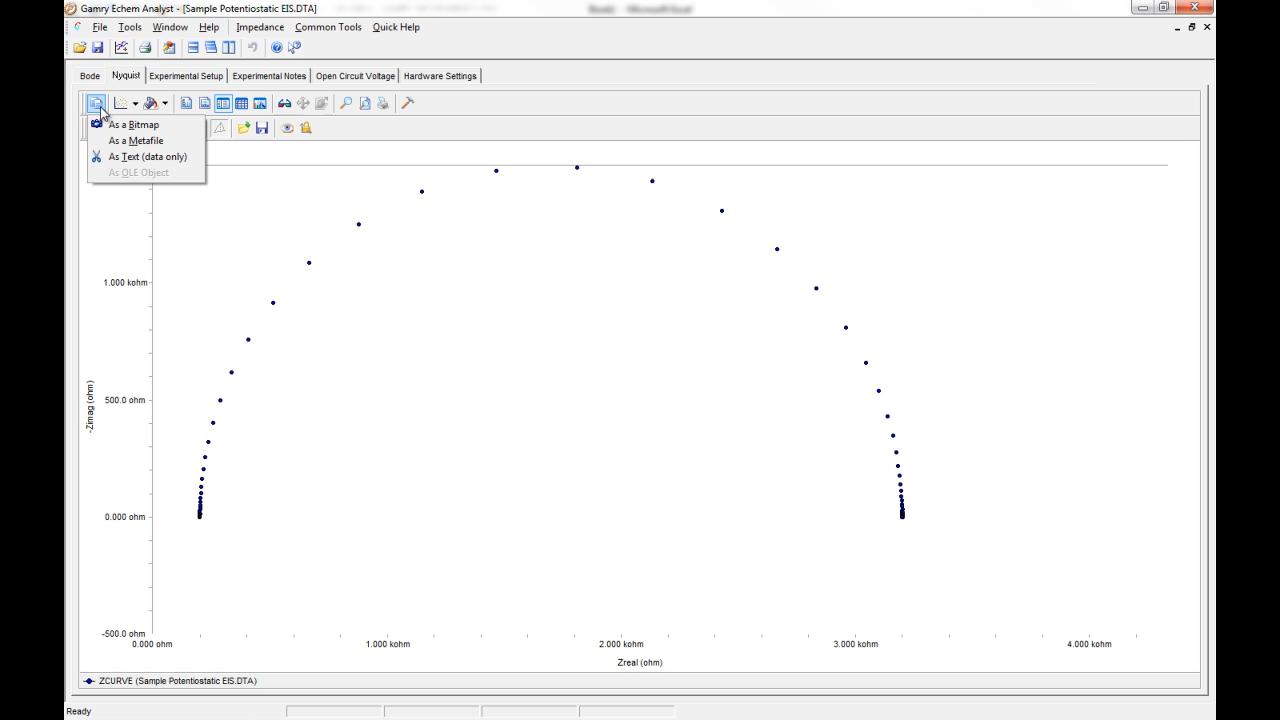 Gamry Echem Analyst - [Sample Potentiostatic EIS.DTA]
File Tools Window Help Impedance Common Tools Quick Help
Bode Nyquist Experimental Setup Experimental Notes Open Circuit Voltage Hardware Settings
As a Bitmap
As a Metafile
As Text (data only)
As OLE Object
1.000 kohm
500.0 ohm
-Zimag (ohm)
0.000 ohm
-500.0 ohm
0.000 ohm 1.000 kohm 2.000 kohm 3.000 kohm 4.000 kohm
Zreal (ohm)
ZCURVE (Sample Potentiostatic EIS.DTA)
Ready